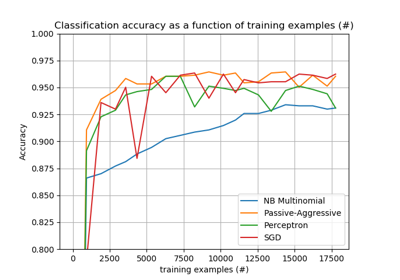 Classification accuracy as a function of training examples (#)
1.000
0.975
0.950
0.925
0.900
0.875
0.850
0.825
0.800
Accuracy
NB Multinomial
Passive-Aggressive
Perceptron
SGD
0 2500 5000 7500 10000 12500 15000 17500
training examples (#)